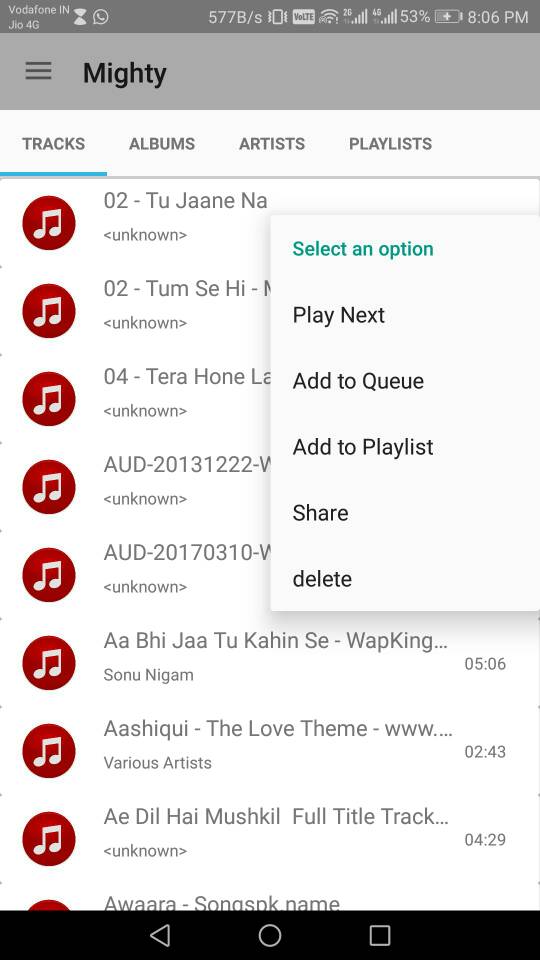 Vodafone IN
Jio 4G
577B/s VoLTE 2G 4G 53% 8:06 PM
Mighty
TRACKS ALBUMS ARTISTS PLAYLISTS
02 - Tu Jaane Na
<unknown>
02 - Tum Se Hi -
<unknown>
04 - Tera Hone
<unknown>
AUD-20131222-
<unknown>
AUD-20170310-
<unknown>
Select an option
Play Next
Add to Queue
Add to Playlist
Share
delete
Aa Bhi Jaa Tu Kahin Se - WapKing...
Sonu Nigam
05:06
Aashiqui - The Love Theme - www....
Various Artists
02:43
Ae Dil Hai Mushkil  Full Title Track...
<unknown>
04:29
Awaara - Songspk.name